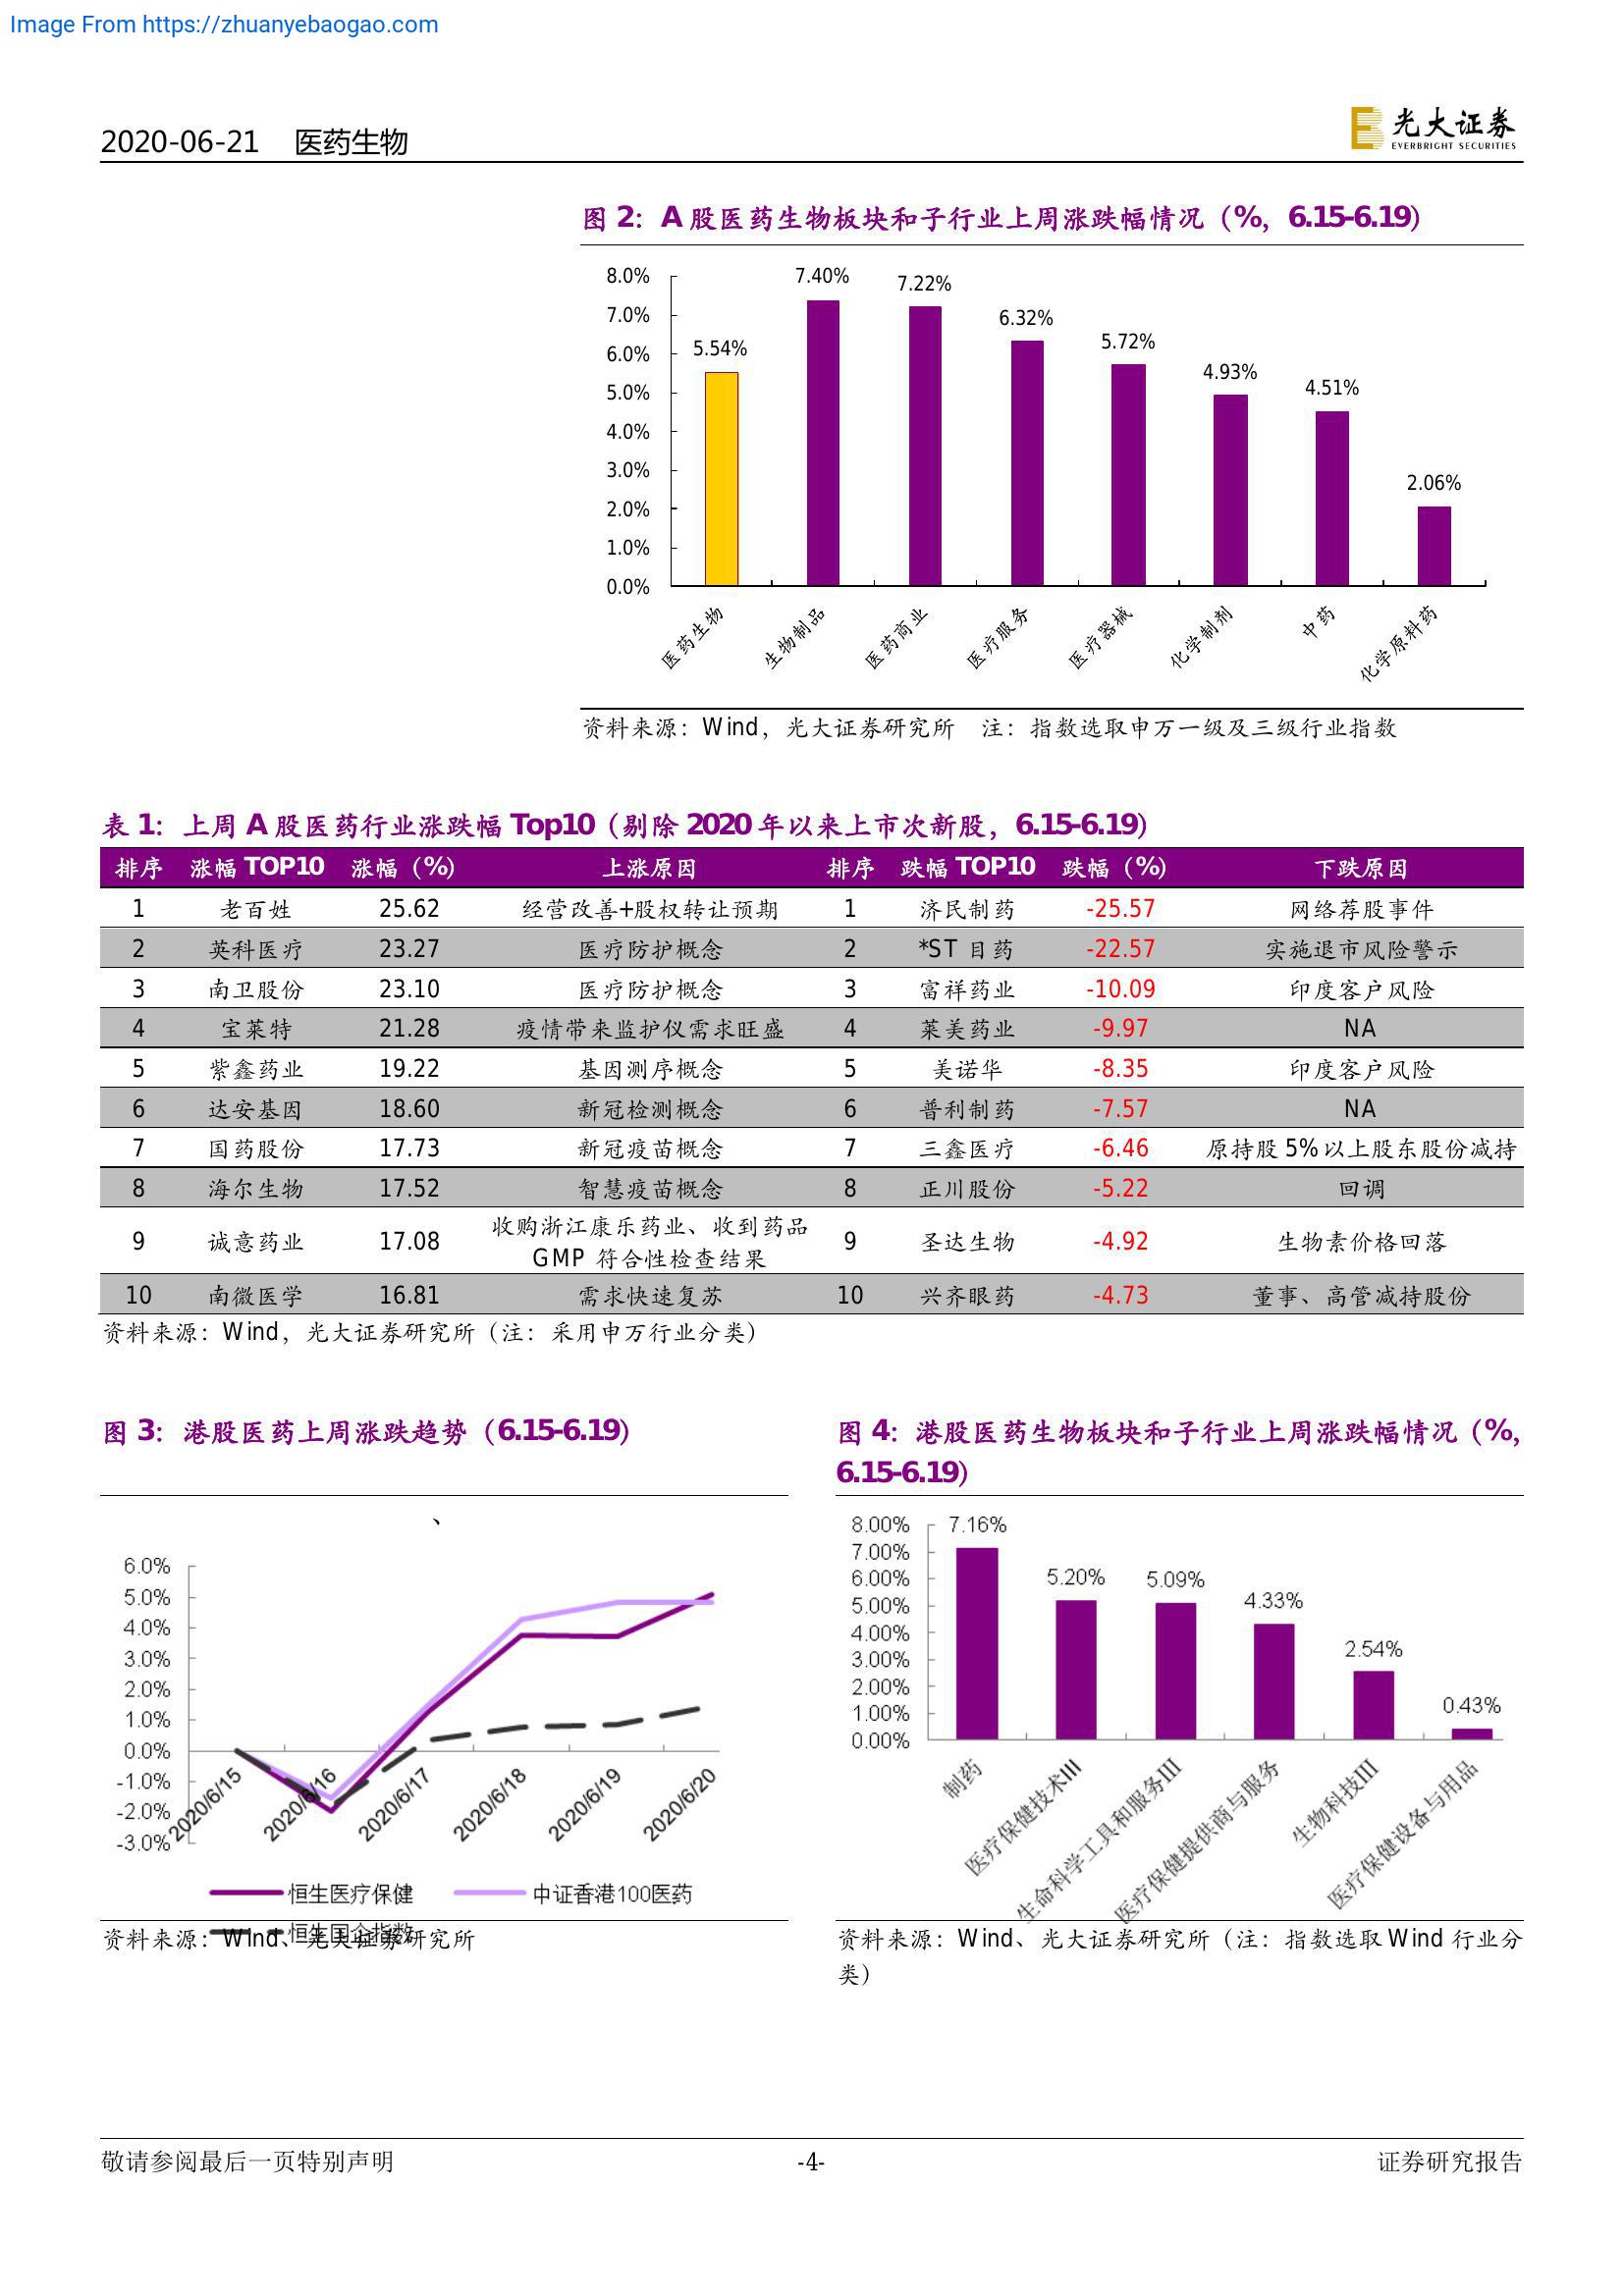 Image From https://zhuanyebaogao.com
2020-06-21 医药生物
光大证券
EVERBRIGHT SECURITIES
图 2：A 股医药生物板块和子行业上周涨跌幅情况（%，6.15-6.19）
8.0%
7.0%
6.0%
5.0%
4.0%
3.0%
2.0%
1.0%
0.0%
5.54%
7.40%
7.22%
6.32%
5.72%
4.93%
4.51%
2.06%
医药生物
生物制品
医药商业
医疗服务
医疗器械
化学制剂
中药
化学原料药
资料来源：Wind，光大证券研究所 注：指数选取申万一级及三级行业指数
表 1：上周 A 股医药行业涨跌幅 Top10（剔除 2020 年以来上市次新股，6.15-6.19）
排序 涨幅 TOP10 涨幅（%） 上涨原因 排序 跌幅 TOP10 跌幅（%） 下跌原因
1 老百姓 25.62 经营改善+股权转让预期 1 济民制药 -25.57 网络荐股事件
2 英科医疗 23.27 医疗防护概念 2 *ST 目药 -22.57 实施退市风险警示
3 南卫股份 23.10 医疗防护概念 3 富祥药业 -10.09 印度客户风险
4 宝莱特 21.28 疫情带来监护仪需求旺盛 4 莱美药业 -9.97 NA
5 紫鑫药业 19.22 基因测序概念 5 美诺华 -8.35 印度客户风险
6 达安基因 18.60 新冠检测概念 6 普利制药 -7.57 NA
7 国药股份 17.73 新冠疫苗概念 7 三鑫医疗 -6.46 原持股 5%以上股东股份减持
8 海尔生物 17.52 智慧疫苗概念 8 正川股份 -5.22 回调
9 诚意药业 17.08 收购浙江康乐药业、收到药品
GMP 符合性检查结果 9 圣达生物 -4.92 生物素价格回落
10 南微医学 16.81 需求快速复苏 10 兴齐眼药 -4.73 董事、高管减持股份
资料来源：Wind，光大证券研究所（注：采用申万行业分类）
图 3：港股医药上周涨跌趋势（6.15-6.19）
、
6.0%
5.0%
4.0%
3.0%
2.0%
1.0%
0.0%
-1.0%
-2.0%
-3.0%
2020/6/15
2020/6/16
2020/6/17
2020/6/18
2020/6/19
2020/6/20
恒生医疗保健
中证香港100医药
恒生国企指数
资料来源：Wind、光大证券研究所
图 4：港股医药生物板块和子行业上周涨跌幅情况（%，
6.15-6.19）
8.00%
7.00%
6.00%
5.00%
4.00%
3.00%
2.00%
1.00%
0.00%
7.16%
5.20%
5.09%
4.33%
2.54%
0.43%
制药
医疗保健技术III
生命科学工具和服务III
医疗保健提供商与服务
生物科技III
医疗保健设备与用品
资料来源：Wind、光大证券研究所（注：指数选取 Wind 行业分
类）
敬请参阅最后一页特别声明
-4-
证券研究报告